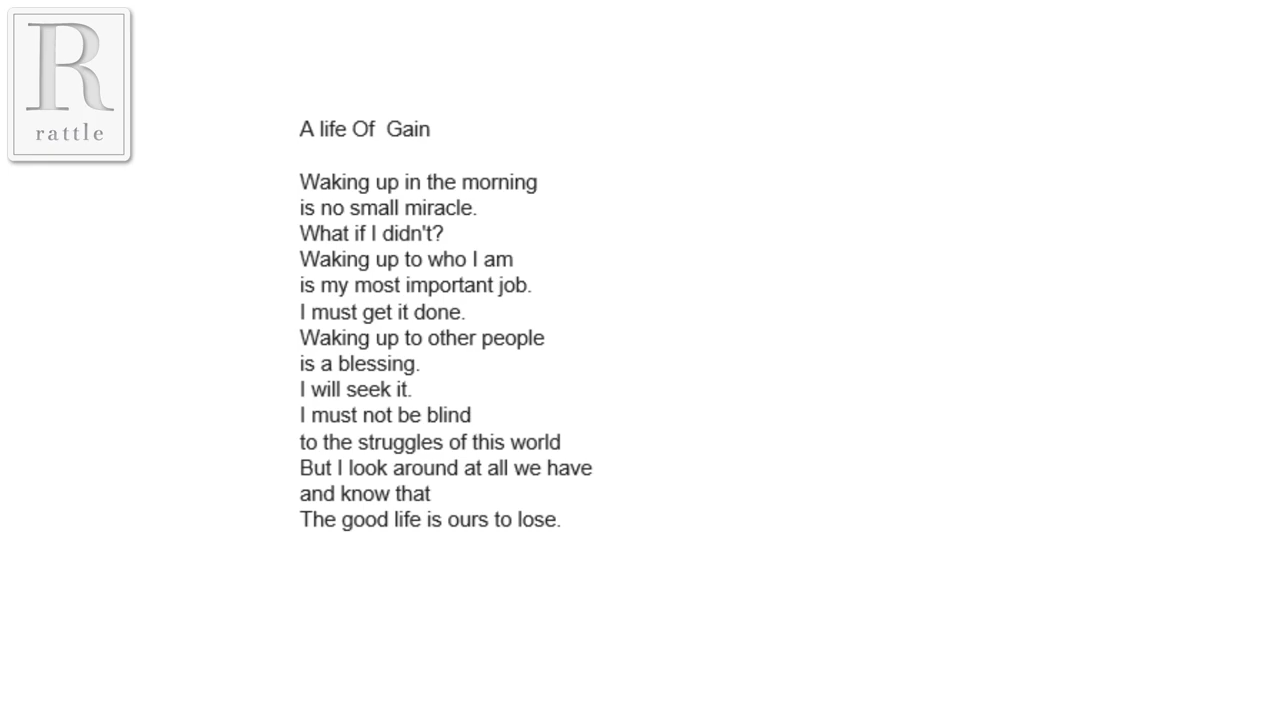 R
rattle
A life Of  Gain
Waking up in the morning
is no small miracle.
What if I didn't?
Waking up to who I am
is my most important job.
I must get it done.
Waking up to other people
is a blessing.
I will seek it.
I must not be blind
to the struggles of this world
But I look around at all we have
and know that
The good life is ours to lose.